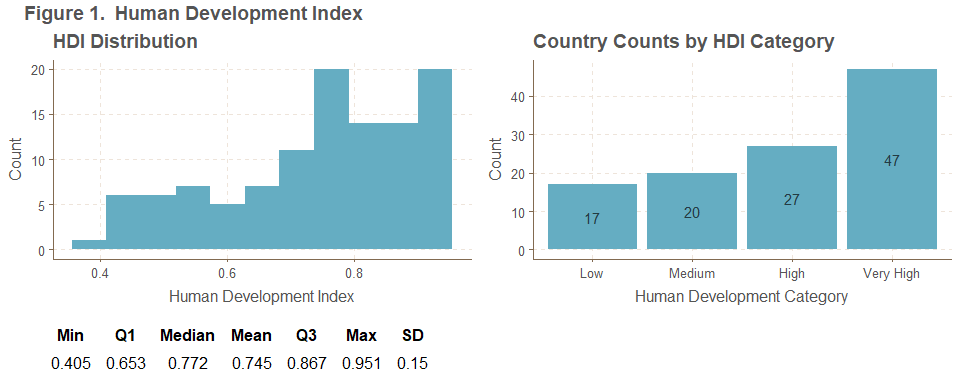 Figure 1.  Human Development Index
HDI Distribution
20
15
10
5
0
Count
0.4 0.6 0.8
Human Development Index
Country Counts by HDI Category
40
30
20
10
0
Count
17 20 27 47
Low Medium High Very High
Human Development Category
Min Q1 Median Mean Q3 Max SD
0.405 0.653 0.772 0.745 0.867 0.951 0.15